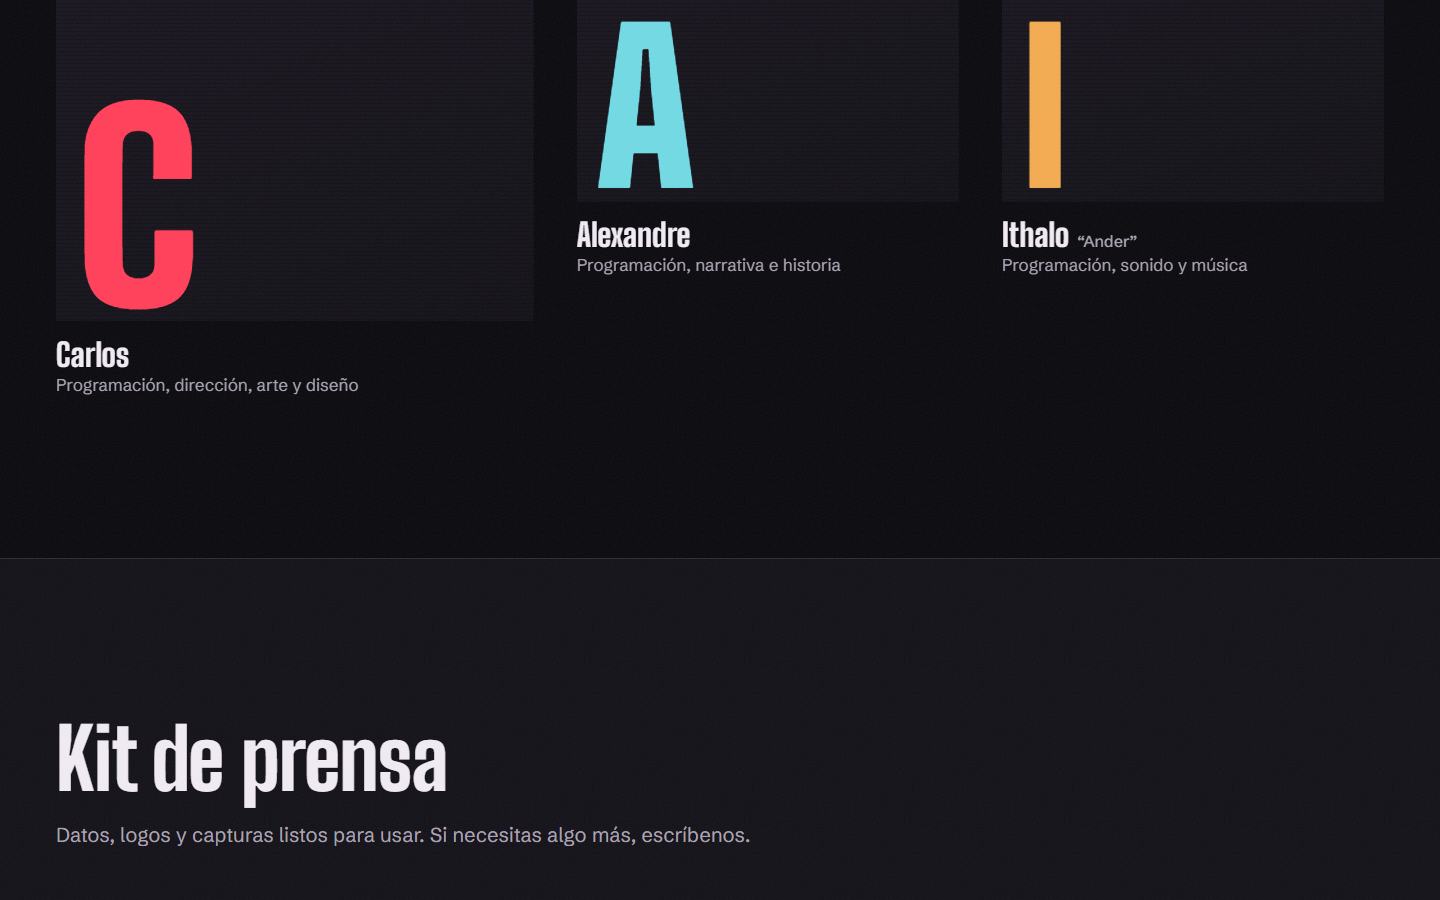 C
A
I
Alexandre
Programación, narrativa e historia
Ithalo “Ander”
Programación, sonido y música
Carlos
Programación, dirección, arte y diseño
Kit de prensa
Datos, logos y capturas listos para usar. Si necesitas algo más, escríbenos.